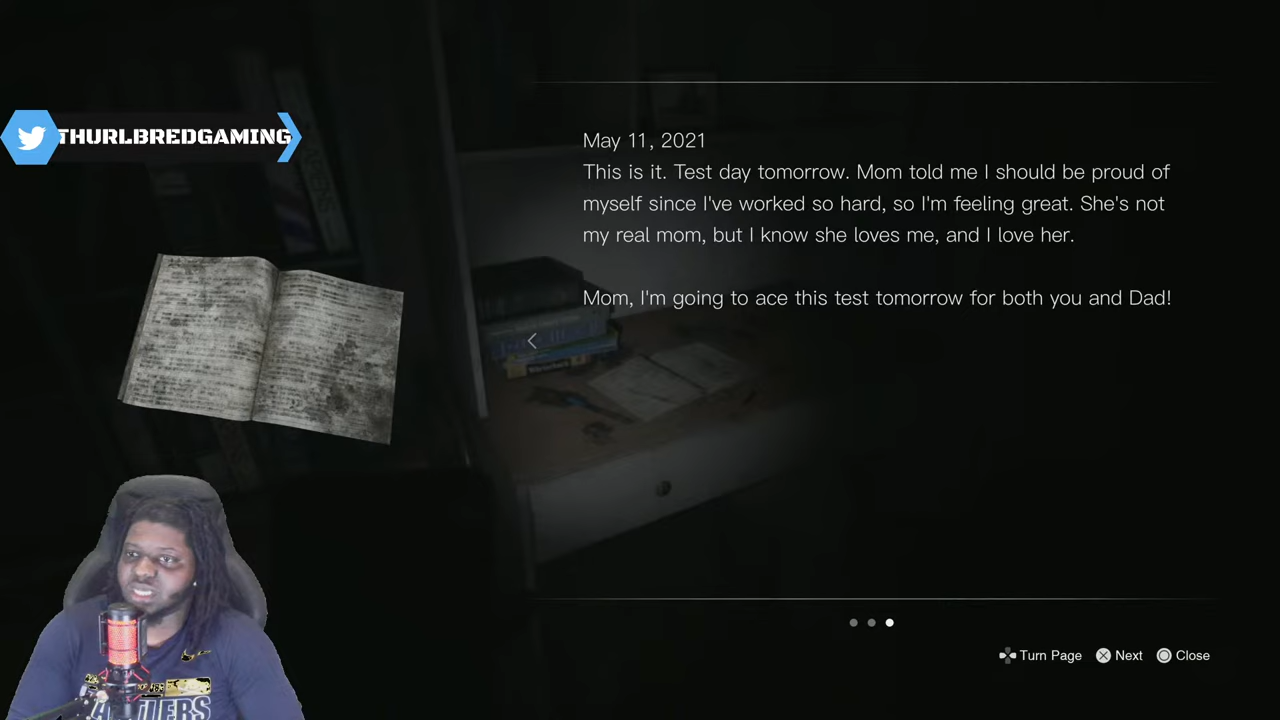 THURLBREDGAMING
May 11, 2021
This is it. Test day tomorrow. Mom told me I should be proud of
myself since I've worked so hard, so I'm feeling great. She's not
my real mom, but I know she loves me, and I love her.
Mom, I'm going to ace this test tomorrow for both you and Dad!
Turn Page Next Close